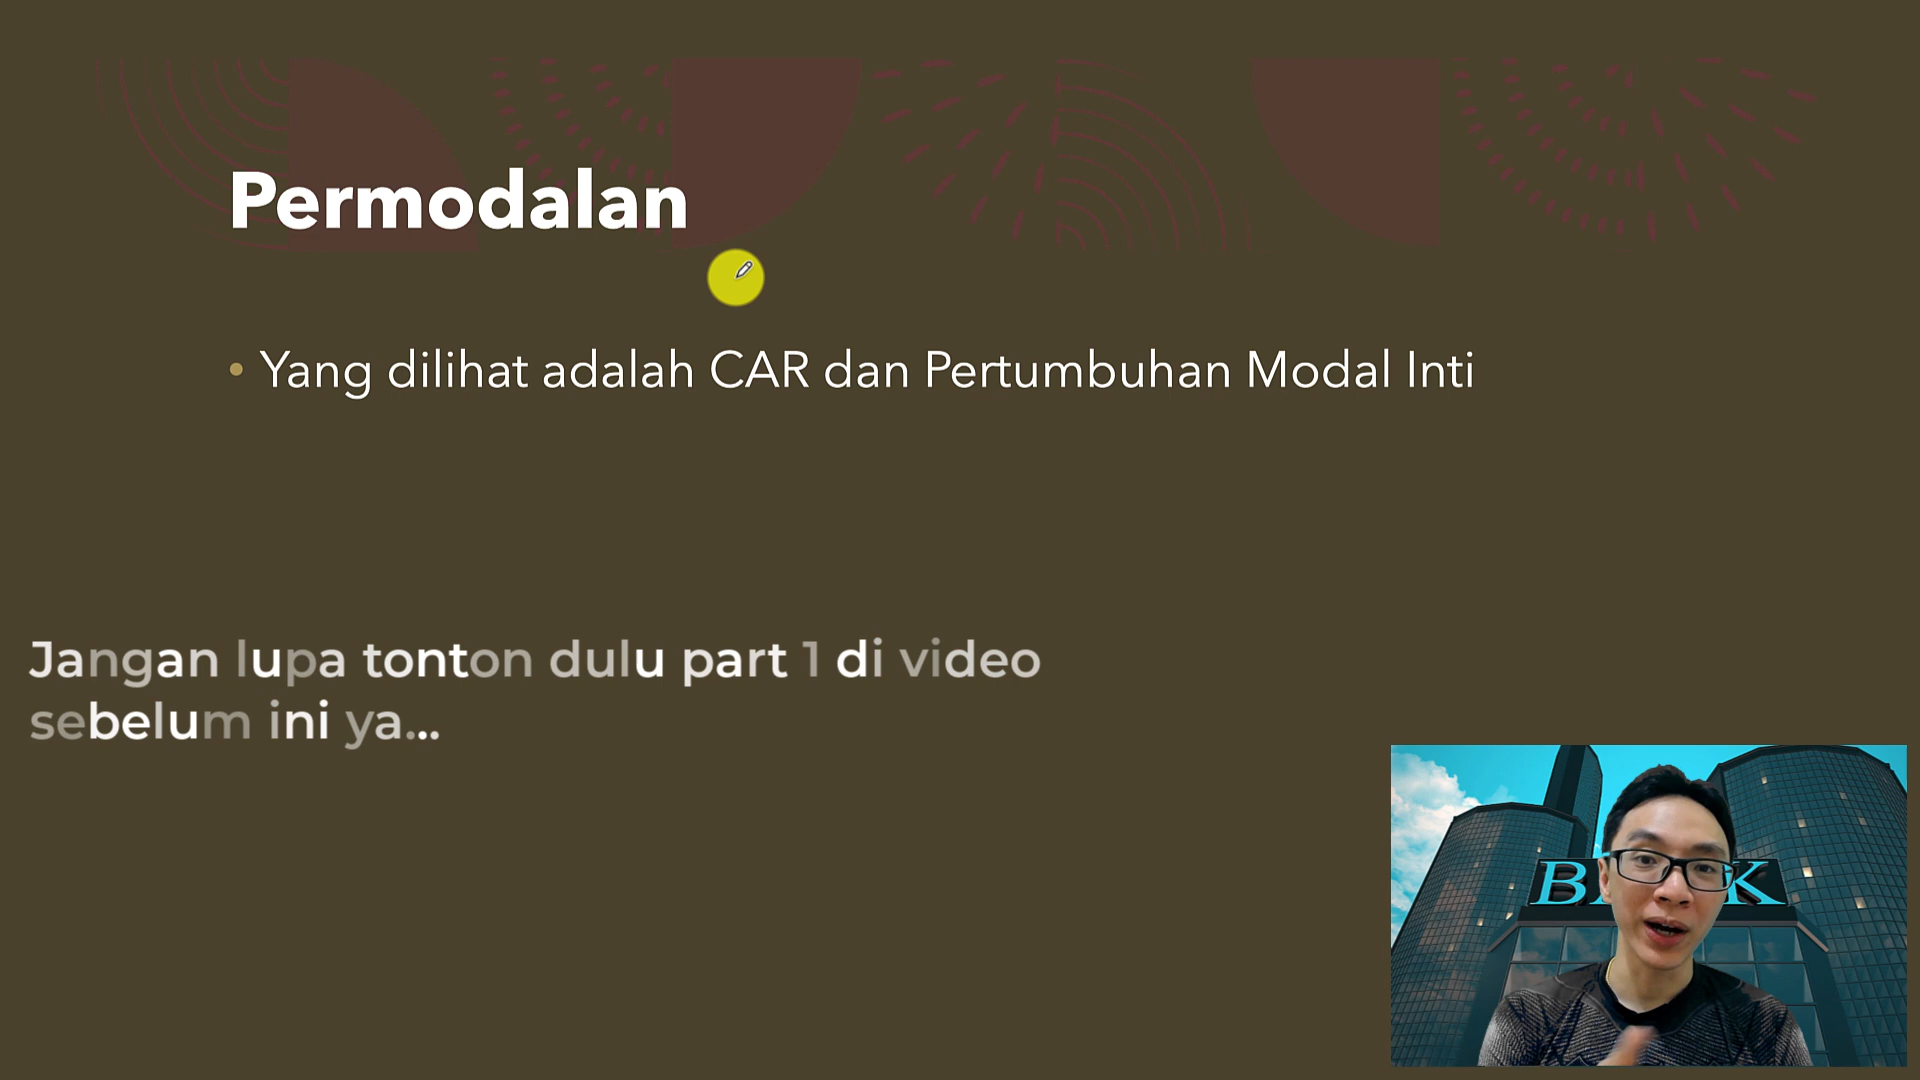 Permodalan
• Yang dilihat adalah CAR dan Pertumbuhan Modal Inti
Jangan lupa tonton dulu part 1 di video
sebelum ini ya...